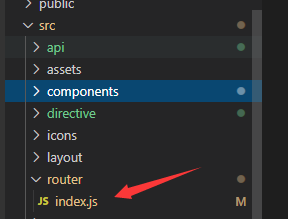 public
src
api
assets
components
directive
icons
layout
router
JS index.js M